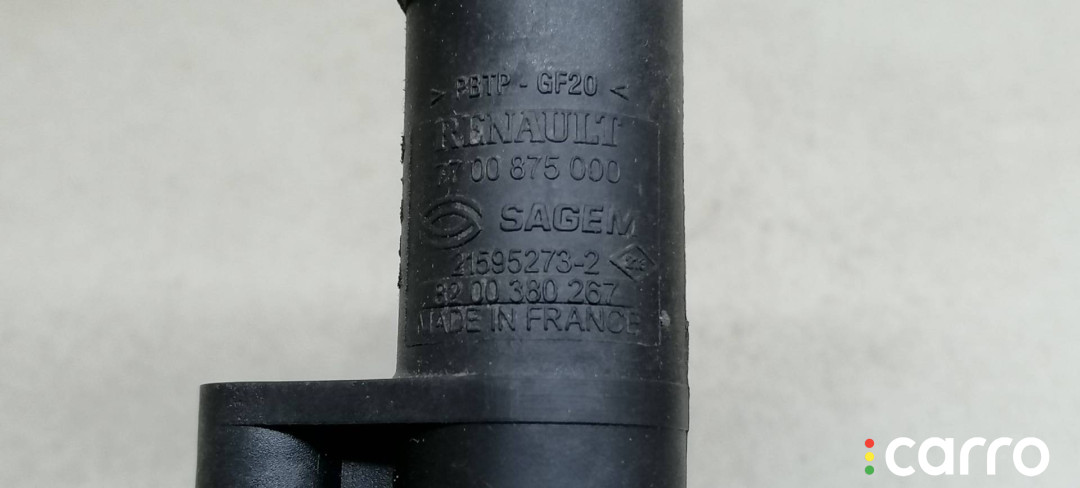 > PBTP - GF20 <
RENAULT
7700 875 000
SAGEM
21595273-2
8200 380 267
MADE IN FRANCE
carro